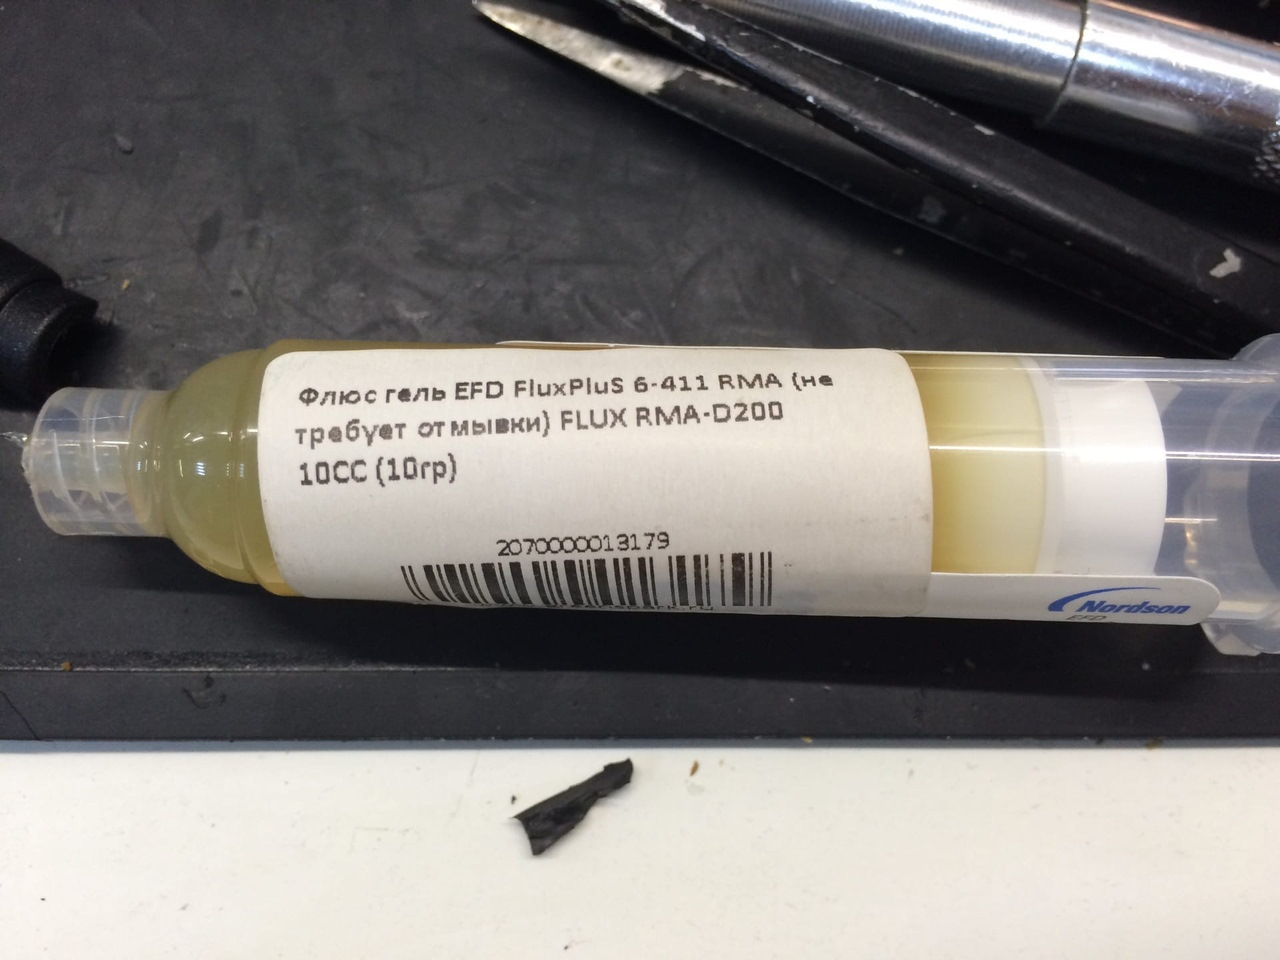 Флюс гель EFD FluxPluS 6-411 RMA (не
требует отмывки) FLUX RMA-D200
10CC (10гр)
2070000013179
Nordson
EFD